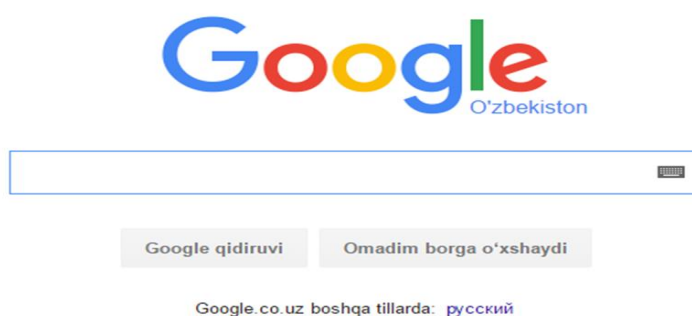 Google
O'zbekiston
Google qidiruvi
Omadim borga o‘xshaydi
Google.co.uz boshqa tillarda: русский